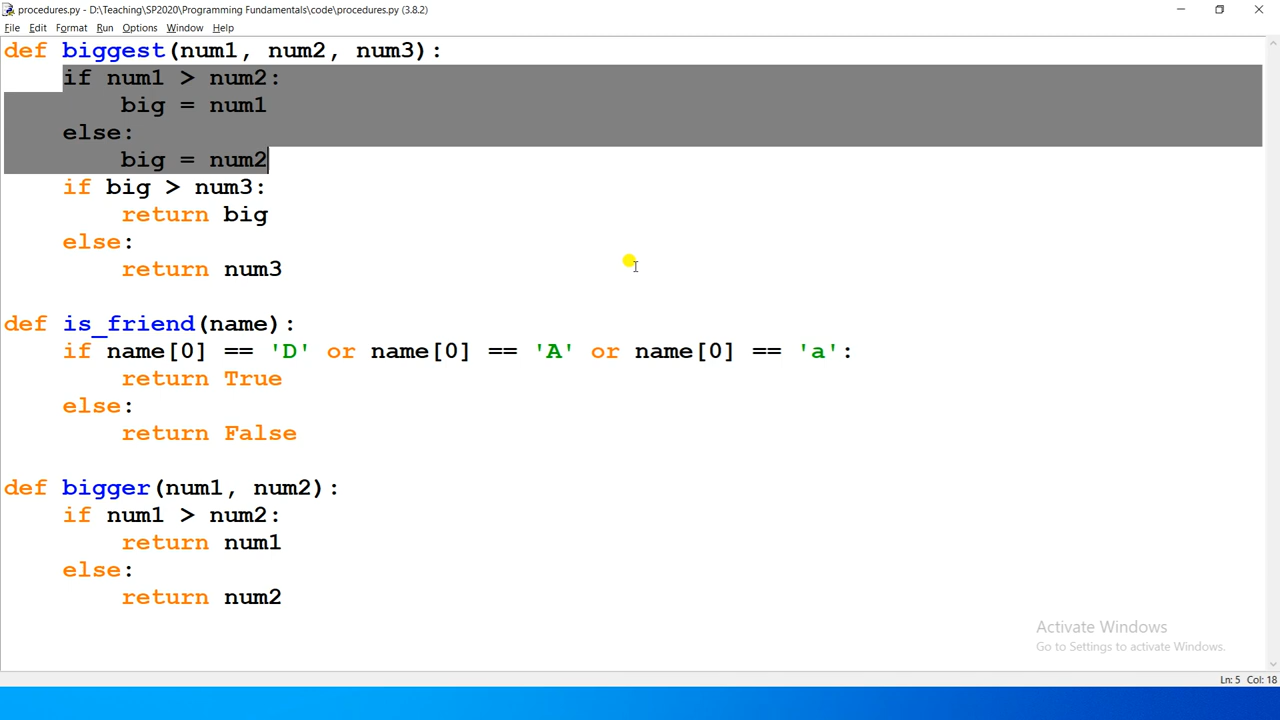 procedures.py - D:\Teaching\SP2020\Programming Fundamentals\code\procedures.py (3.8.2)
File Edit Format Run Options Window Help
def biggest(num1, num2, num3):
    if num1 > num2:
        big = num1
    else:
        big = num2
    if big > num3:
        return big
    else:
        return num3

def is_friend(name):
    if name[0] == 'D' or name[0] == 'A' or name[0] == 'a':
        return True
    else:
        return False

def bigger(num1, num2):
    if num1 > num2:
        return num1
    else:
        return num2
Activate Windows
Go to Settings to activate Windows.
Ln: 5 Col: 18